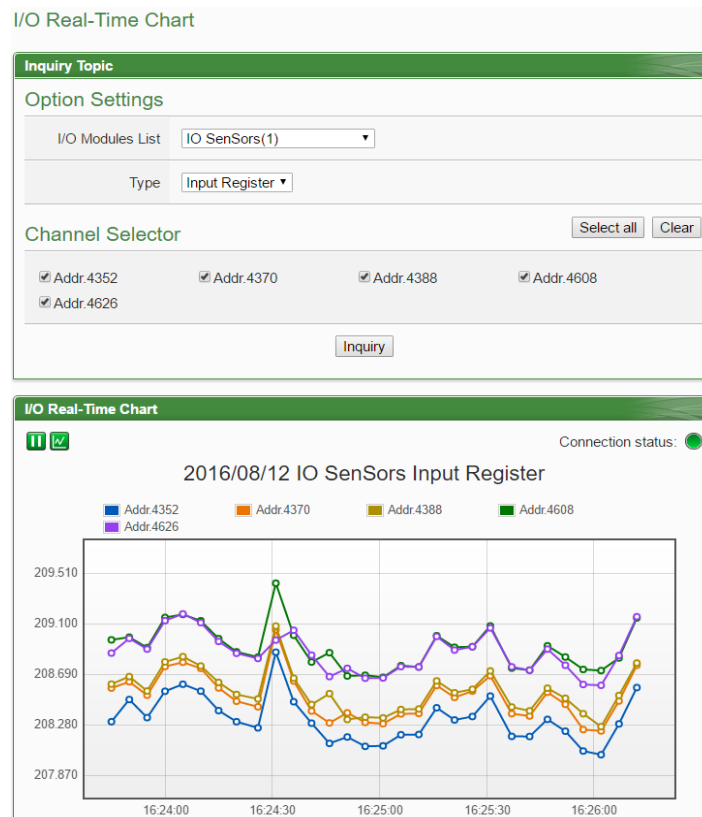 I/O Real-Time Chart
Inquiry Topic
Option Settings
I/O Modules List IO SenSors(1)
Type Input Register
Channel Selector Select all Clear
Addr.4352 Addr.4370 Addr.4388 Addr.4608
Addr.4626
Inquiry
I/O Real-Time Chart
Connection status:
2016/08/12 IO SenSors Input Register
Addr.4352 Addr.4370 Addr.4388 Addr.4608
Addr.4626
209.510
209.100
208.690
208.280
207.870
16:24:00 16:24:30 16:25:00 16:25:30 16:26:00